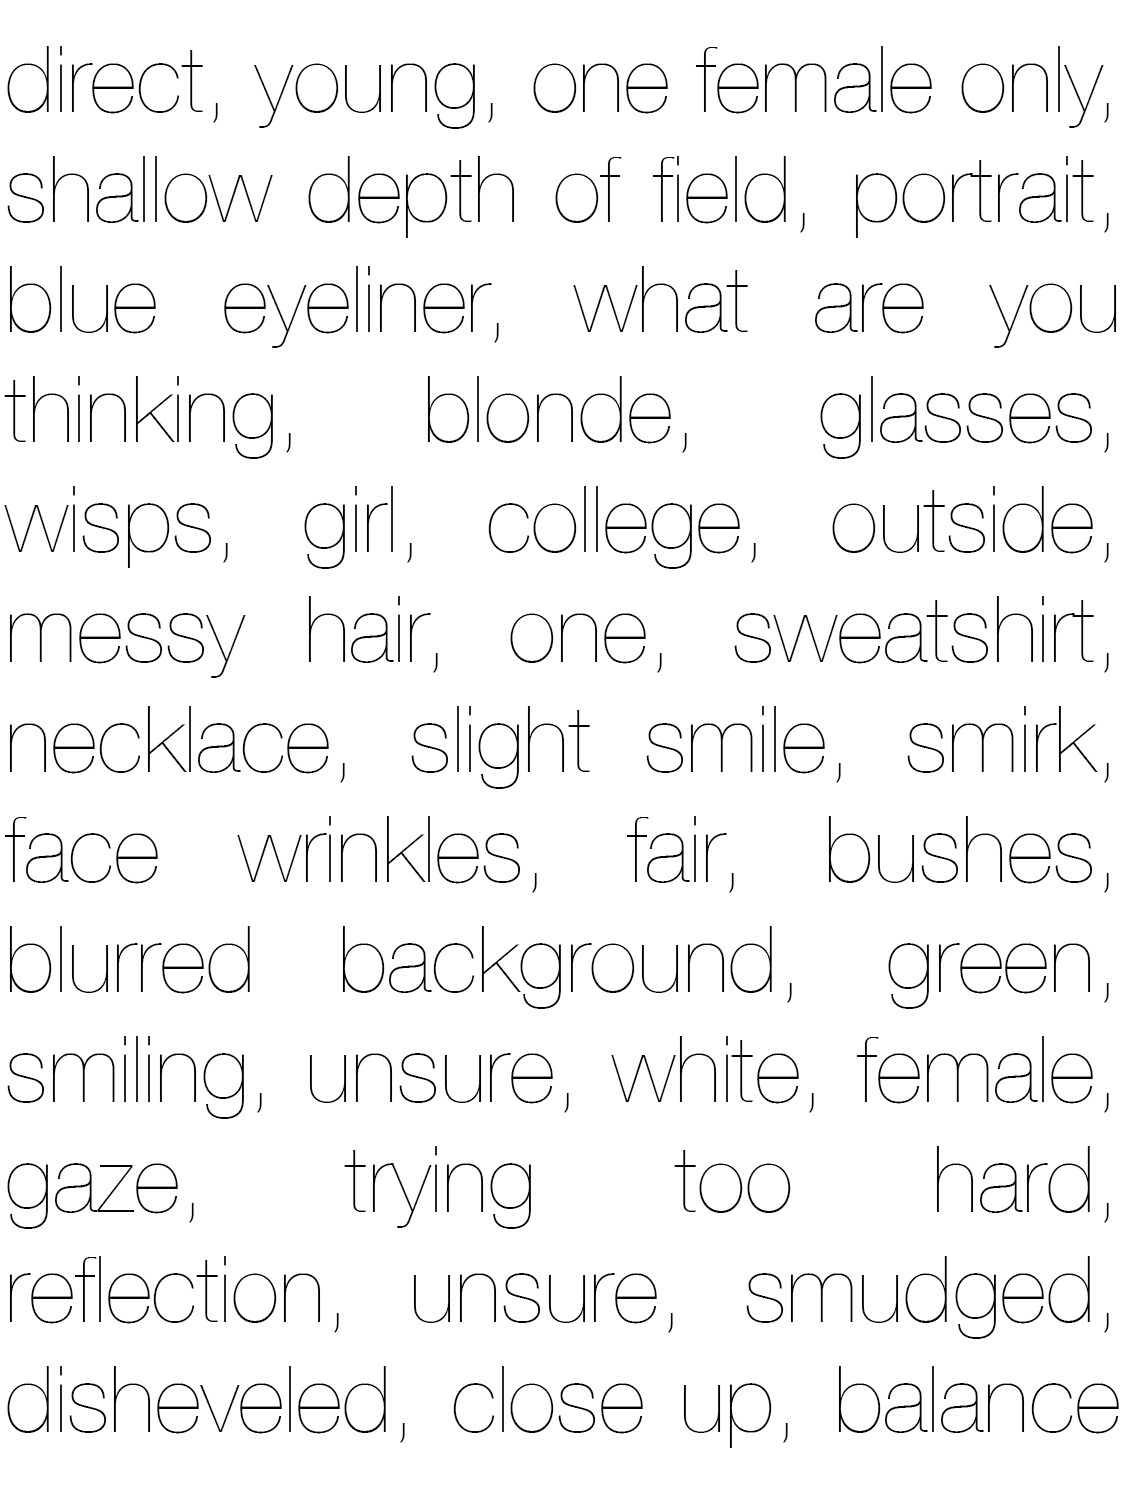 direct, young, one female only,
shallow depth of field, portrait,
blue eyeliner, what are you
thinking, blonde, glasses,
wisps, girl, college, outside,
messy hair, one, sweatshirt,
necklace, slight smile, smirk,
face wrinkles, fair, bushes,
blurred background, green,
smiling, unsure, white, female,
gaze, trying too hard,
reflection, unsure, smudged,
disheveled, close up, balance